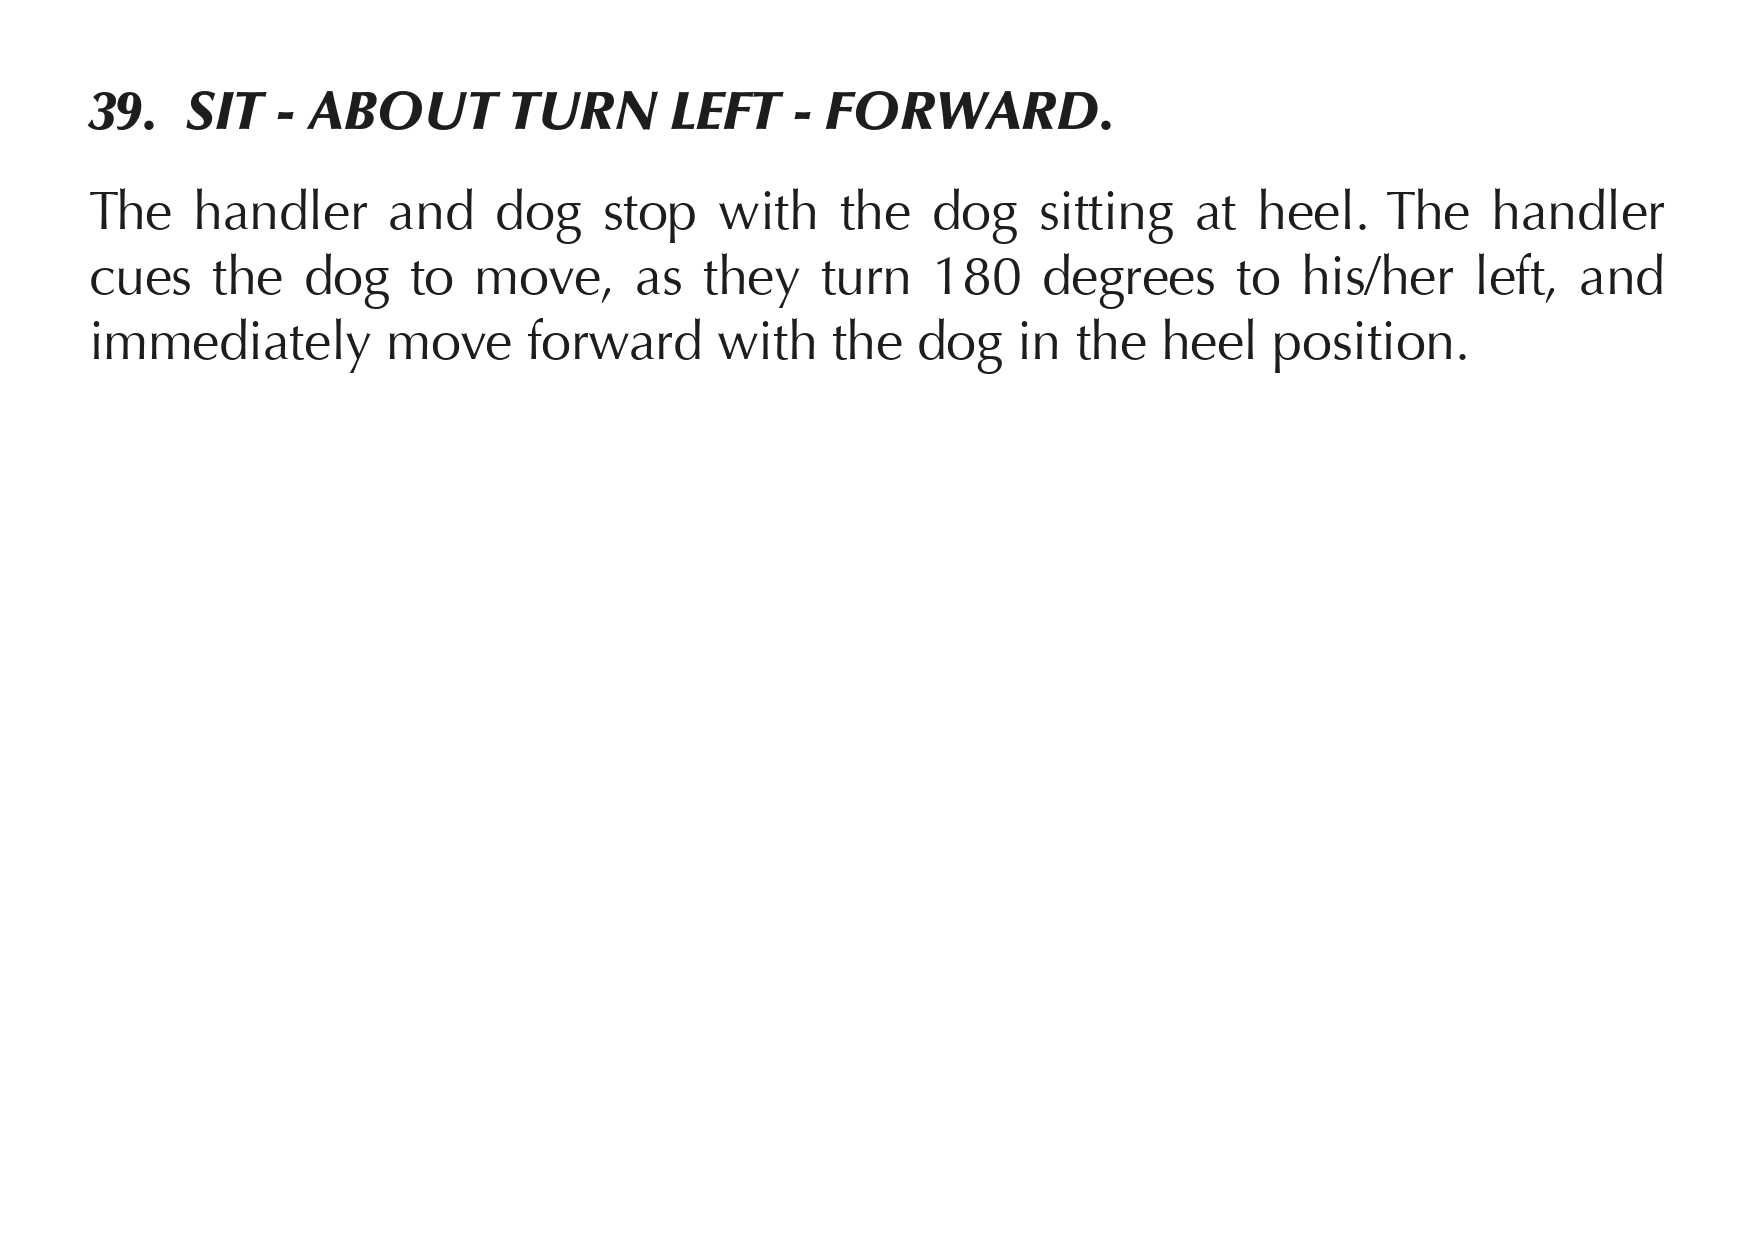 39. SIT - ABOUT TURN LEFT - FORWARD.
The handler and dog stop with the dog sitting at heel. The handler
cues the dog to move, as they turn 180 degrees to his/her left, and
immediately move forward with the dog in the heel position.